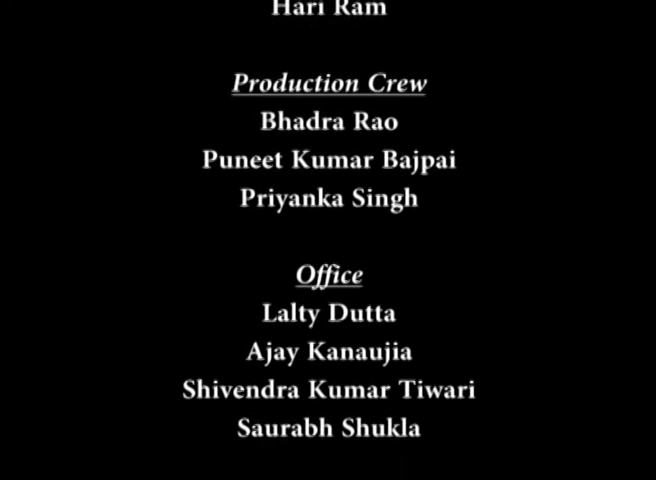 Hari Ram
Production Crew
Bhadra Rao
Puneet Kumar Bajpai
Priyanka Singh
Office
Lalty Dutta
Ajay Kanaujia
Shivendra Kumar Tiwari
Saurabh Shukla